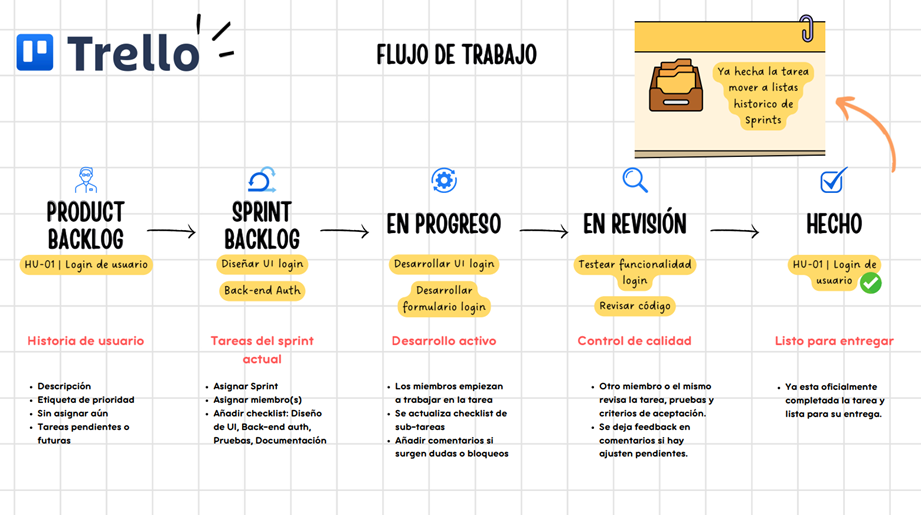 Trello
FLUJO DE TRABAJO
Ya hecha la tarea
mover a listas
historico de
Sprints
PRODUCT
BACKLOG
HU-01 | Login de usuario
Historia de usuario
• Descripción
• Etiqueta de prioridad
• Sin asignar aún
• Tareas pendientes o
futuras
SPRINT
BACKLOG
Diseñar UI login
Back-end Auth
Tareas del sprint
actual
• Asignar Sprint
• Asignar miembro(s)
• Añadir checklist: Diseño
de UI, Back-end auth,
Pruebas, Documentación
EN PROGRESO
Desarrollar UI login
Desarrollar
formulario login
Desarrollo activo
• Los miembros empiezan
a trabajar en la tarea
• Se actualiza checklist de
sub-tareas
• Añadir comentarios si
surgen dudas o bloqueos
EN REVISIÓN
Testear funcionalidad
login
Revisar código
Control de calidad
• Otro miembro o el mismo
revisa la tarea, pruebas y
criterios de aceptación.
• Se deja feedback en
comentarios si hay
ajusten pendientes.
HECHO
HU-01 | Login de
usuario
Listo para entregar
• Ya esta oficialmente
completada la tarea y
lista para su entrega.